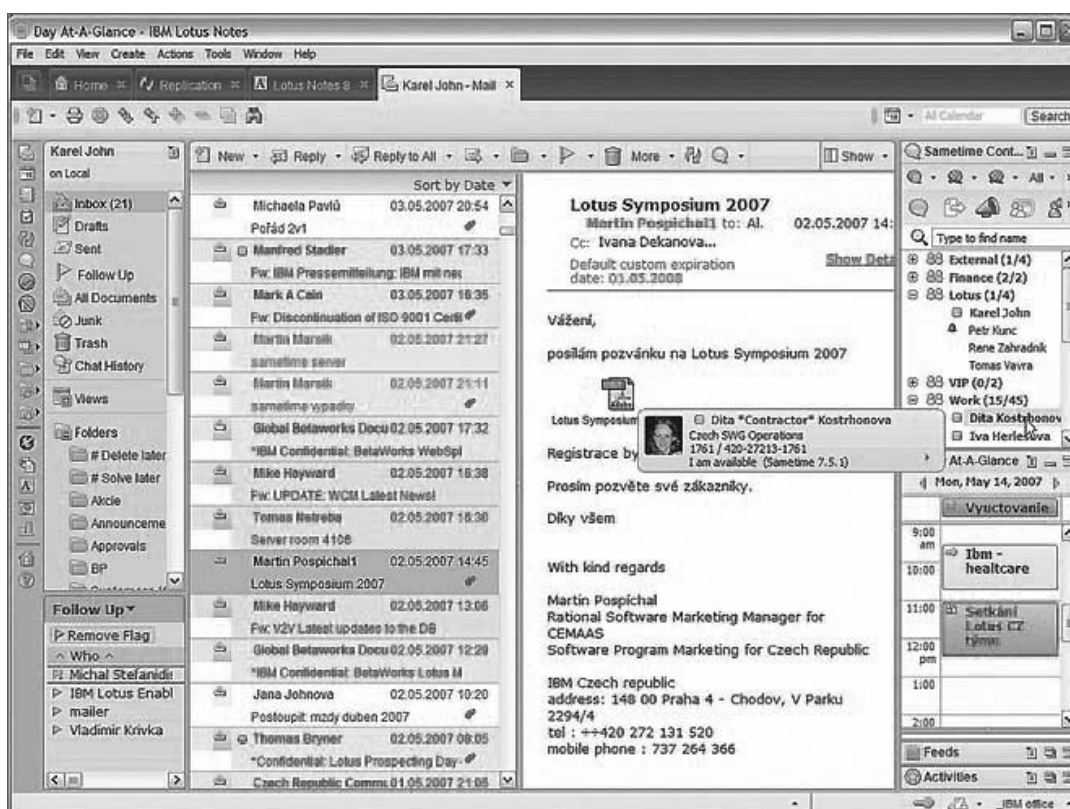 Day At-A-Glance - IBM Lotus Notes
File Edit View Create Actions Tools Window Help
Home Replication Lotus Notes 8 Karel John - Mail
All Calendar Search
Karel John
on Local
Inbox (21)
Drafts
Sent
Follow Up
All Documents
Junk
Trash
Chat History
Views
Folders
# Delete later
# Solve later
Akcie
Announceme
Approvals
BP
Follow Up
Remove Flag
Who
Michal Stefanidis
IBM Lotus Enabl
mailer
Vladimir Krivka
New Reply Reply to All More Show
Sort by Date
Michaela Pavlů 03.05.2007 20:54
Pořád 2v1
Manfred Stadler 03.05.2007 17:33
Fw: IBM Pressemitteilung: IBM mit neu
Mark A Cain 03.05.2007 16:35
Fw: Discontinuation of ISO 9001 Certi
Martin Marsik 02.05.2007 21:27
sametime server
Martin Marsik 02.05.2007 21:11
sametime vypadky
Global Betaworks Docu 02.05.2007 17:32
*IBM Confidential: BetaWorks WebSpl
Mike Hayward 02.05.2007 16:38
Fw: UPDATE: WCM Latest News!
Tomas Netreba 02.05.2007 16:30
Server room 4106
Martin Pospichal1 02.05.2007 14:45
Lotus Symposium 2007
Mike Hayward 02.05.2007 13:06
Fw: V2V Latest updates to the DB
Global Betaworks Docu 02.05.2007 12:29
*IBM Confidential: BetaWorks Lotus M
Jana Johnova 02.05.2007 10:20
Postoupit: mzdy duben 2007
Thomas Bryner 02.05.2007 08:05
*Confidential: Lotus Prospecting Day-
Czech Republic Commu 01.05.2007 21:05
Lotus Symposium 2007
Martin Pospichal1 to: Al. 02.05.2007 14:
Cc: Ivana Dekanova...
Default custom expiration Show Deta
date: 01.05.2008
Vážení,
posílám pozvánku na Lotus Symposium 2007
Lotus Symposium
Registrace by
Prosím pozvěte své zákazníky.
Díky všem
With kind regards
Martin Pospíchal
Rational Software Marketing Manager for
CEMAAS
Software Program Marketing for Czech Republic
IBM Czech republic
address: 148 00 Praha 4 - Chodov, V Parku
2294/4
tel : ++420 272 131 520
mobile phone : 737 264 366
Dita *Contractor* Kostrhonova
Czech SWG Operations
1761 / 420-27213-1761
I am available (Sametime 7.5.1)
Sametime Cont...
All
Type to find name
External (1/4)
Finance (2/2)
Lotus (1/4)
Karel John
Petr Kunc
Rene Zahradnik
Tomas Vavra
VIP (0/2)
Work (15/45)
Dita Kostrhonov
Iva Herlesova
At-A-Glance
Mon, May 14, 2007
Vyuctovanie
9:00
am
Ibm -
10:00 healtcare
11:00 Setkání
Lotus CZ
týmu
12:00
pm
1:00
2:00
Feeds
Activities
IBM office